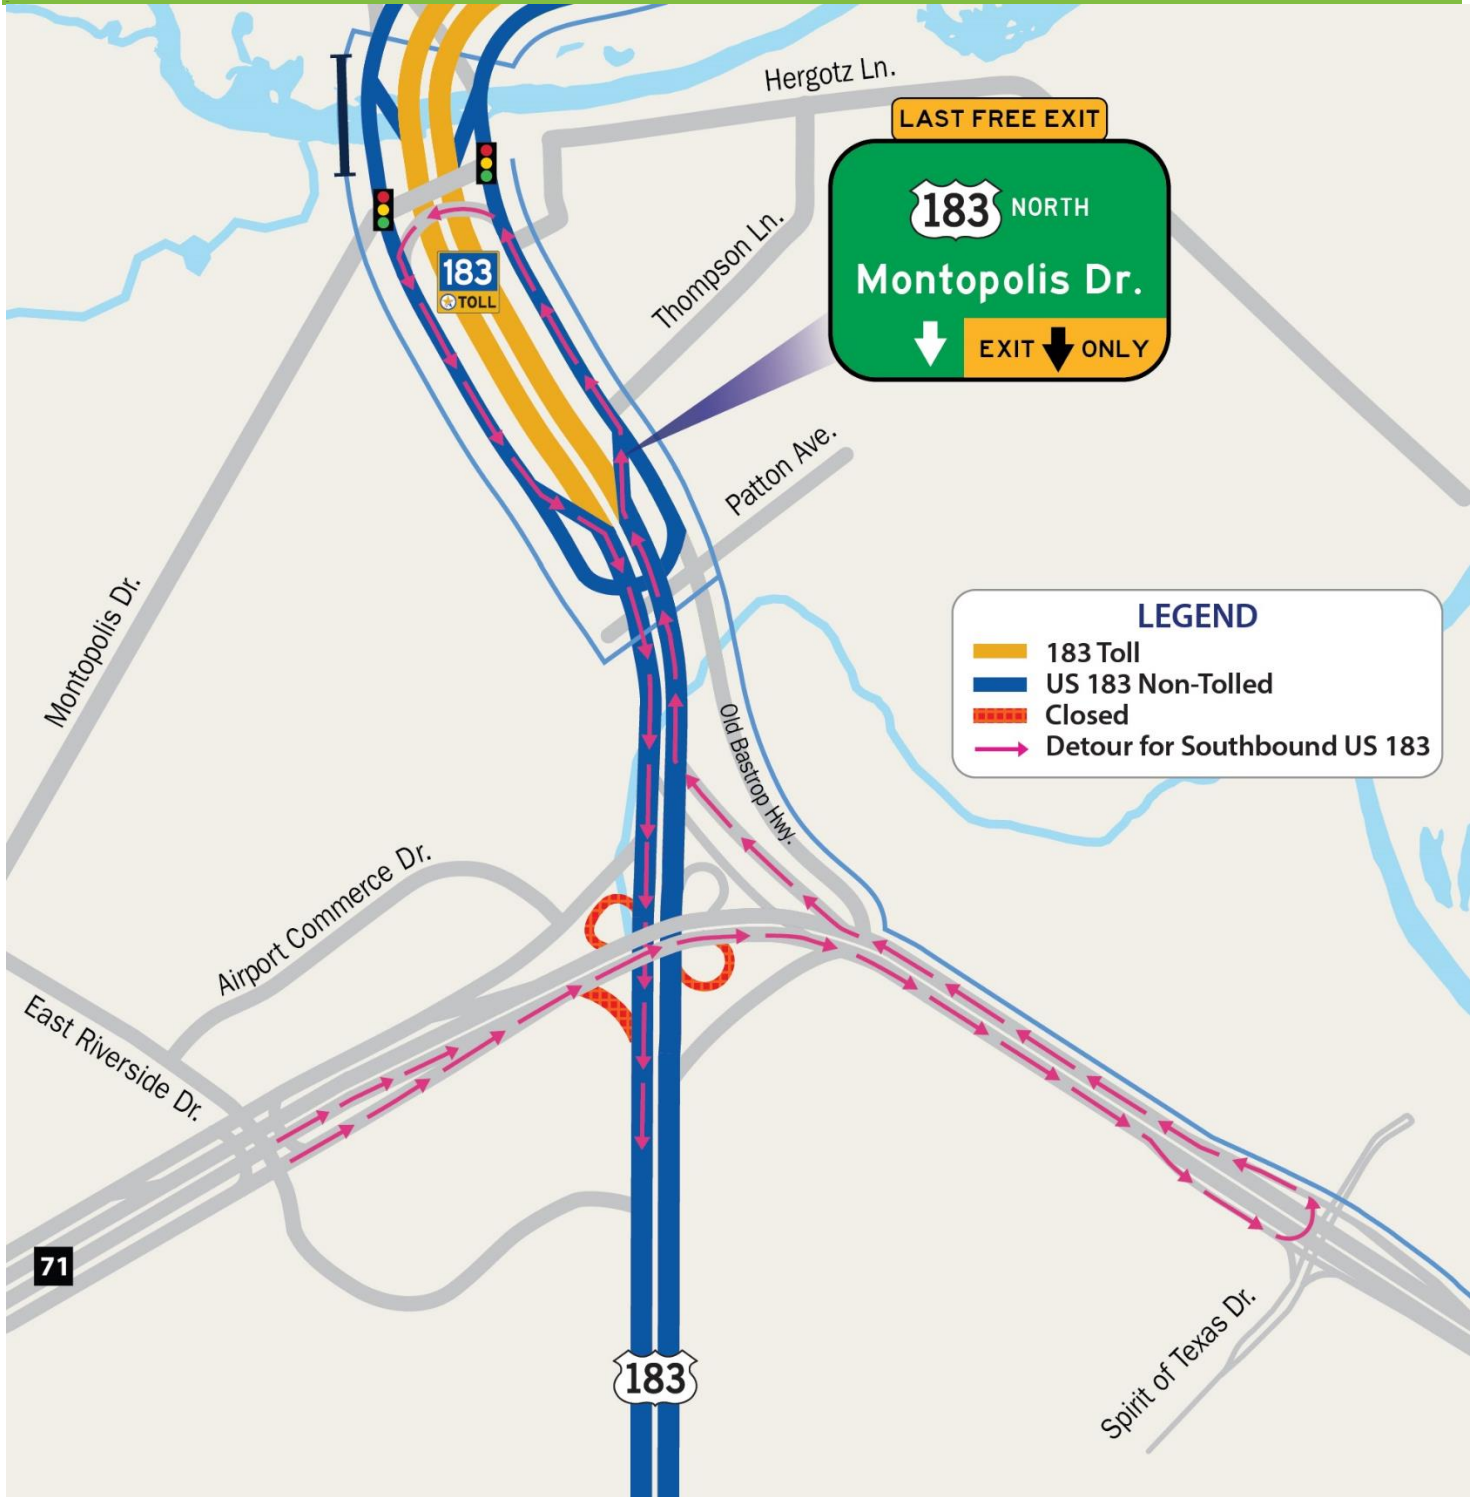 Hergotz Ln.
LAST FREE EXIT
183 NORTH
Montopolis Dr.
EXIT ONLY
Thompson Ln.
183
TOLL
Patton Ave.
Montopolis Dr.
LEGEND
183 Toll
US 183 Non-Tolled
Closed
Detour for Southbound US 183
Old Bastrop Hwy.
Airport Commerce Dr.
East Riverside Dr.
71
183
Spirit of Texas Dr.